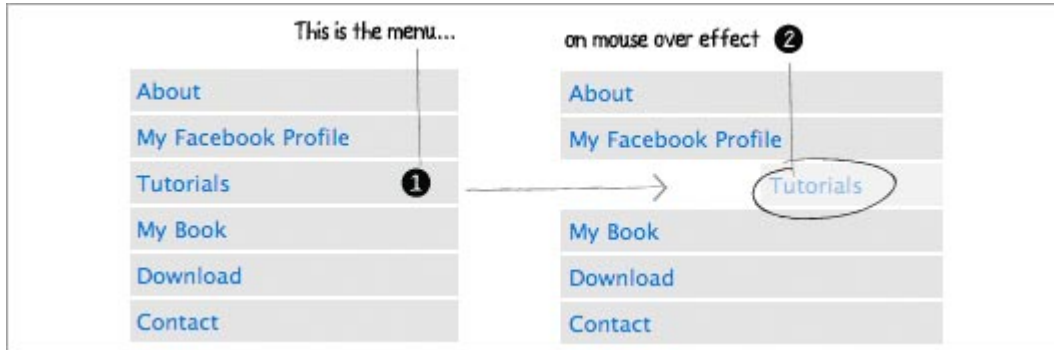 This is the menu...
About
My Facebook Profile
Tutorials
1
My Book
Download
Contact
on mouse over effect 2
About
My Facebook Profile
Tutorials
My Book
Download
Contact